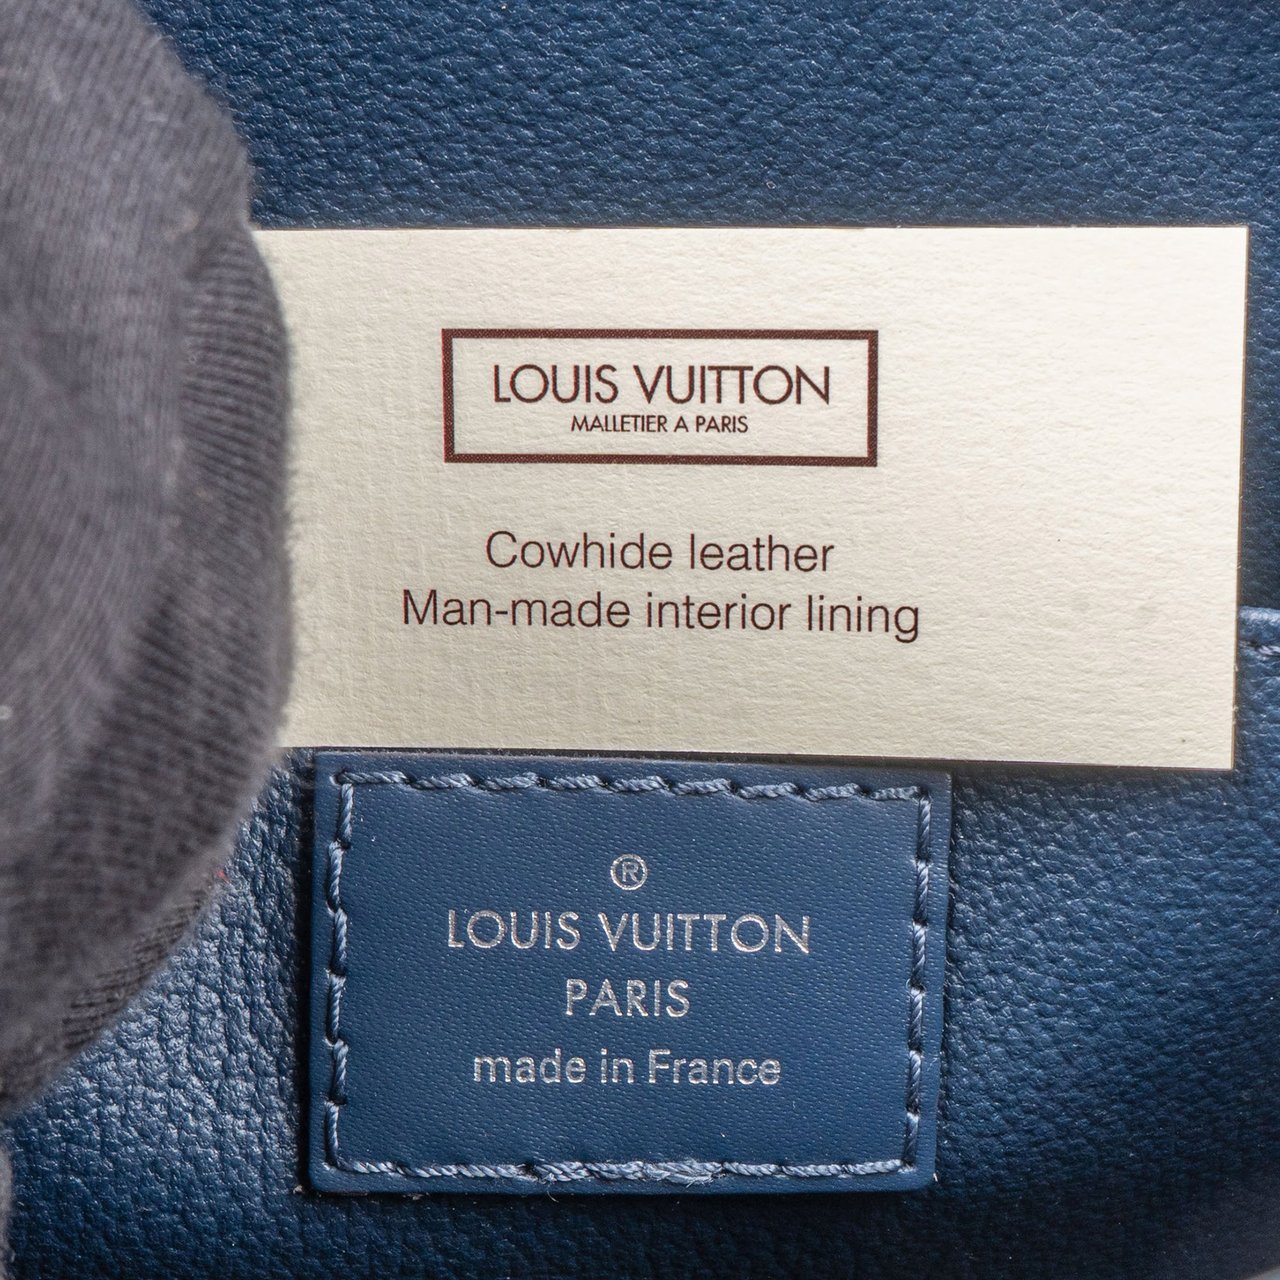 LOUIS VUITTON
MALLETIER A PARIS
Cowhide leather
Man-made interior lining
®
LOUIS VUITTON
PARIS
made in France